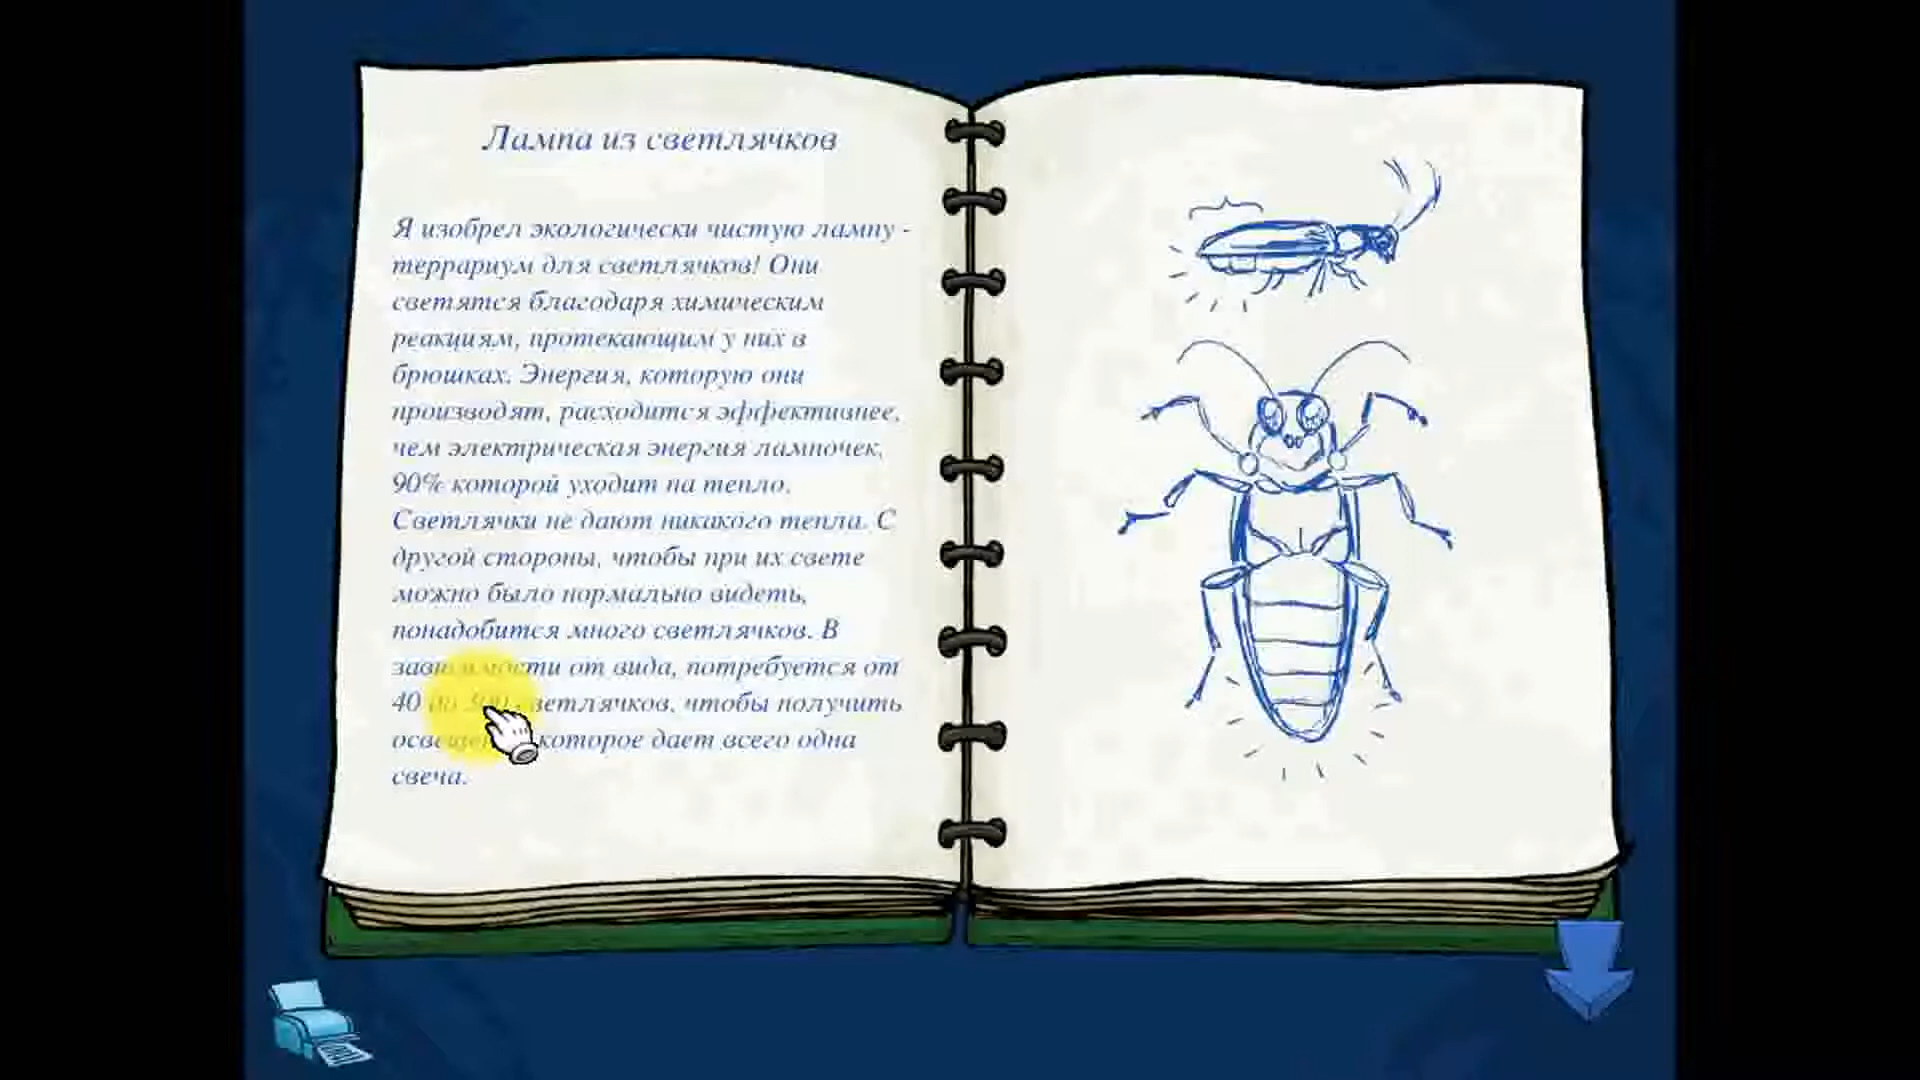 Лампа из светлячков
Я изобрел экологически чистую лампу -
террариум для светлячков! Они
светятся благодаря химическим
реакциям, протекающим у них в
брюшках. Энергия, которую они
производят, расходится эффективнее,
чем электрическая энергия лампочек,
90% которой уходит на тепло.
Светлячки не дают никакого тепла. С
другой стороны, чтобы при их свете
можно было нормально видеть,
понадобится много светлячков. В
зависимости от вида, потребуется от
40 до светлячков, чтобы получить
освещение, которое дает всего одна
свеча.